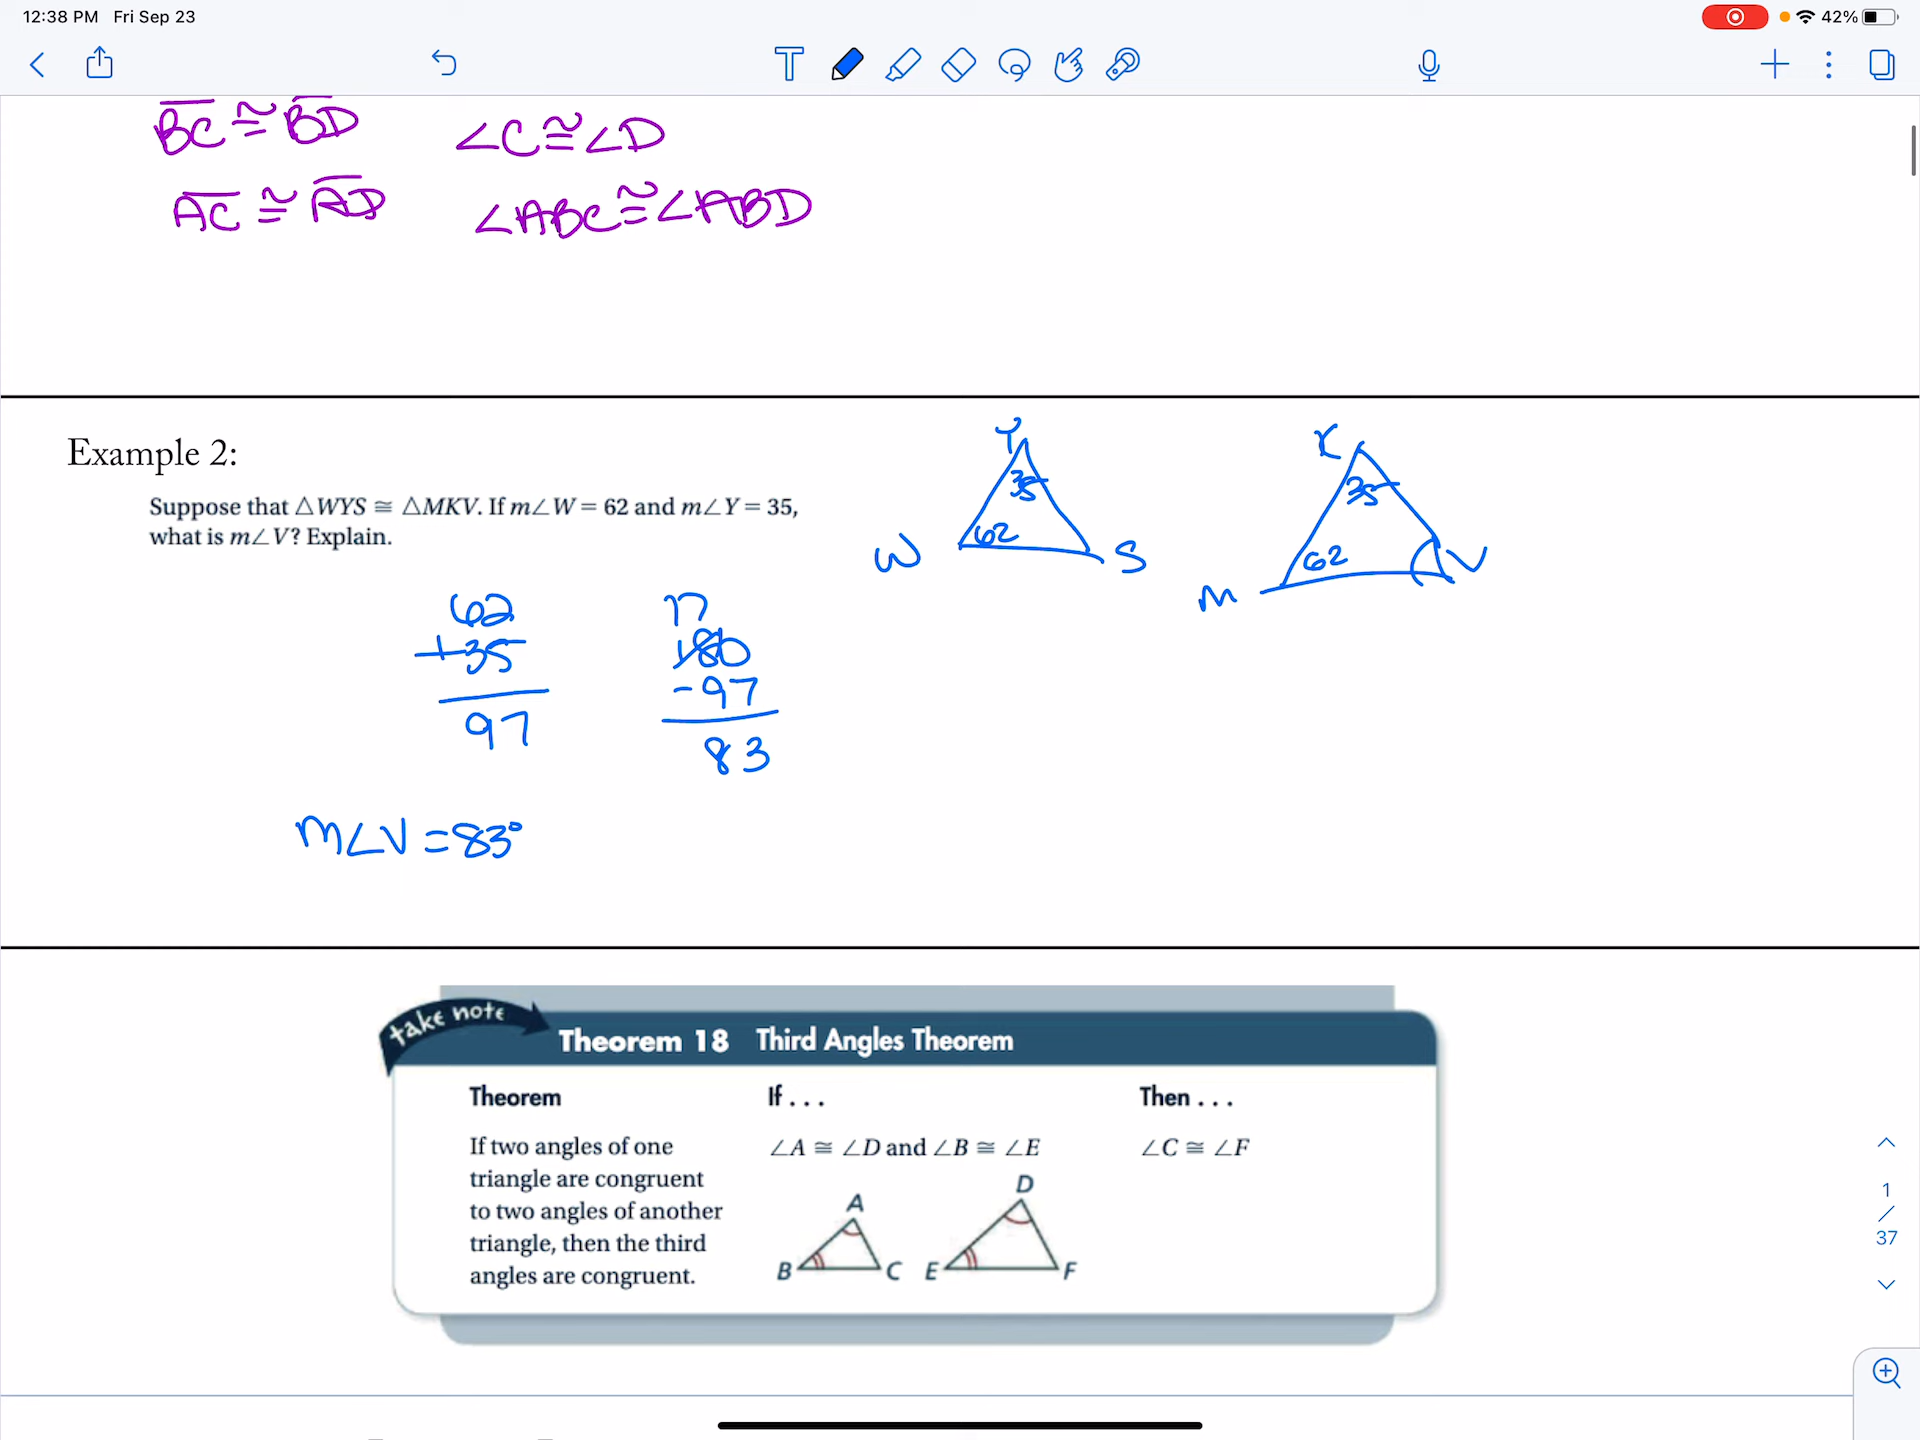 12:38 PM Fri Sep 23
42%
BC ≅ BD ∠C ≅ ∠D
AC ≅ AD ∠ABC ≅ ∠ABD
Example 2:
Suppose that △WYS ≅ △MKV. If m∠W = 62 and m∠Y = 35,
what is m∠V? Explain.
Y
35
62
W
S
K
35
62
M
V
62
+35
97
17
180
-97
83
m∠V = 83°
take note
Theorem 18 Third Angles Theorem
Theorem
If two angles of one
triangle are congruent
to two angles of another
triangle, then the third
angles are congruent.
If . . .
∠A ≅ ∠D and ∠B ≅ ∠E
A
B
C
D
E
F
Then . . .
∠C ≅ ∠F
1
/
37